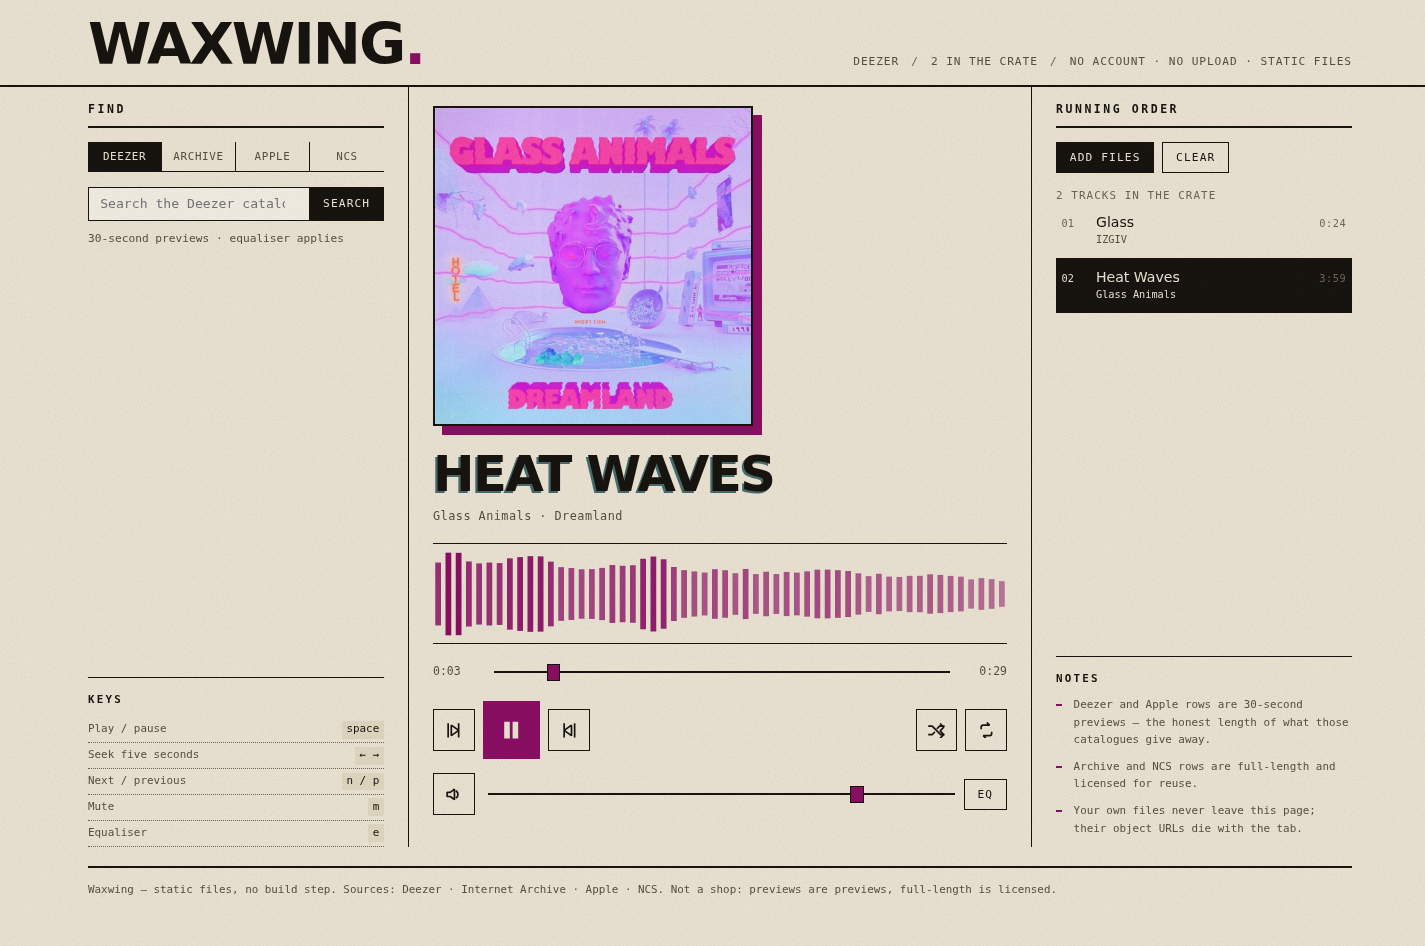 WAXWING.
DEEZER / 2 IN THE CRATE / NO ACCOUNT · NO UPLOAD · STATIC FILES
FIND
DEEZER ARCHIVE APPLE NCS
Search the Deezer catalo SEARCH
30-second previews · equaliser applies
KEYS
Play / pause space
Seek five seconds ← →
Next / previous n / p
Mute m
Equaliser e
GLASS ANIMALS
HOTEL
DREAMLAND
HEAT WAVES
Glass Animals · Dreamland
0:03 0:29
EQ
RUNNING ORDER
ADD FILES CLEAR
2 TRACKS IN THE CRATE
01 Glass 0:24
IZGIV
02 Heat Waves 3:59
Glass Animals
NOTES
Deezer and Apple rows are 30-second
previews — the honest length of what those
catalogues give away.
Archive and NCS rows are full-length and
licensed for reuse.
Your own files never leave this page;
their object URLs die with the tab.
Waxwing — static files, no build step. Sources: Deezer · Internet Archive · Apple · NCS. Not a shop: previews are previews, full-length is licensed.